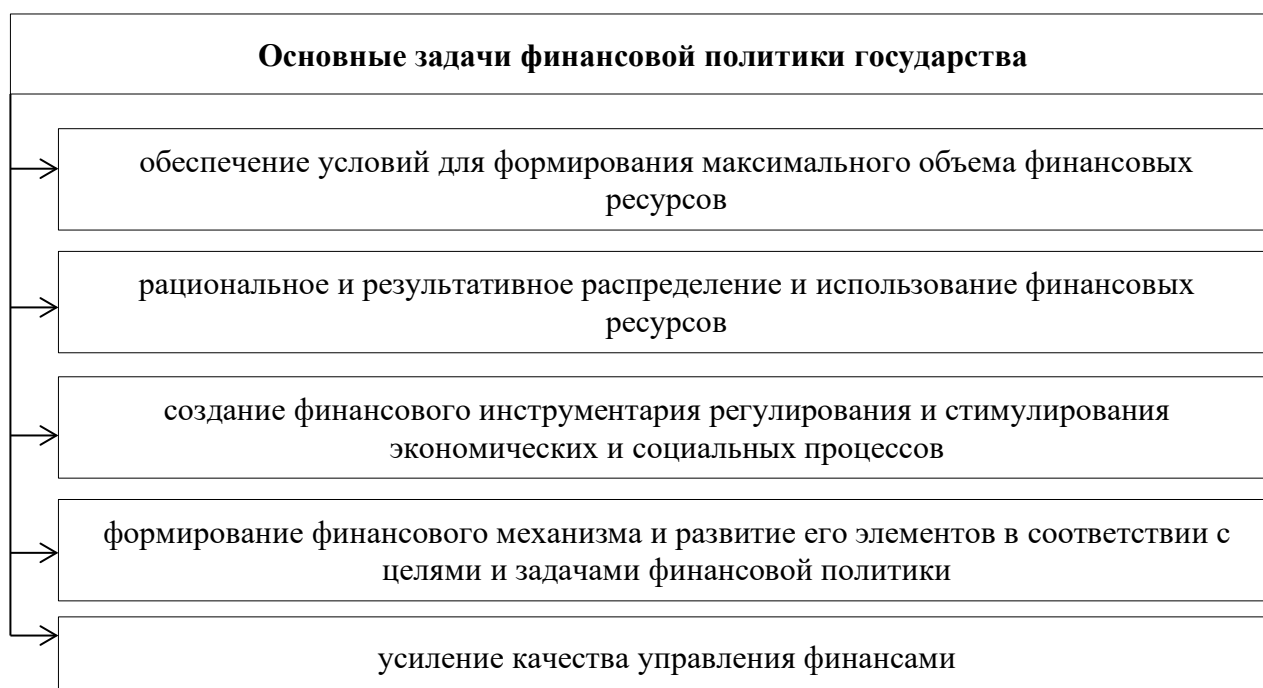 Основные задачи финансовой политики государства
обеспечение условий для формирования максимального объема финансовых
ресурсов
рациональное и результативное распределение и использование финансовых
ресурсов
создание финансового инструментария регулирования и стимулирования
экономических и социальных процессов
формирование финансового механизма и развитие его элементов в соответствии с
целями и задачами финансовой политики
усиление качества управления финансами